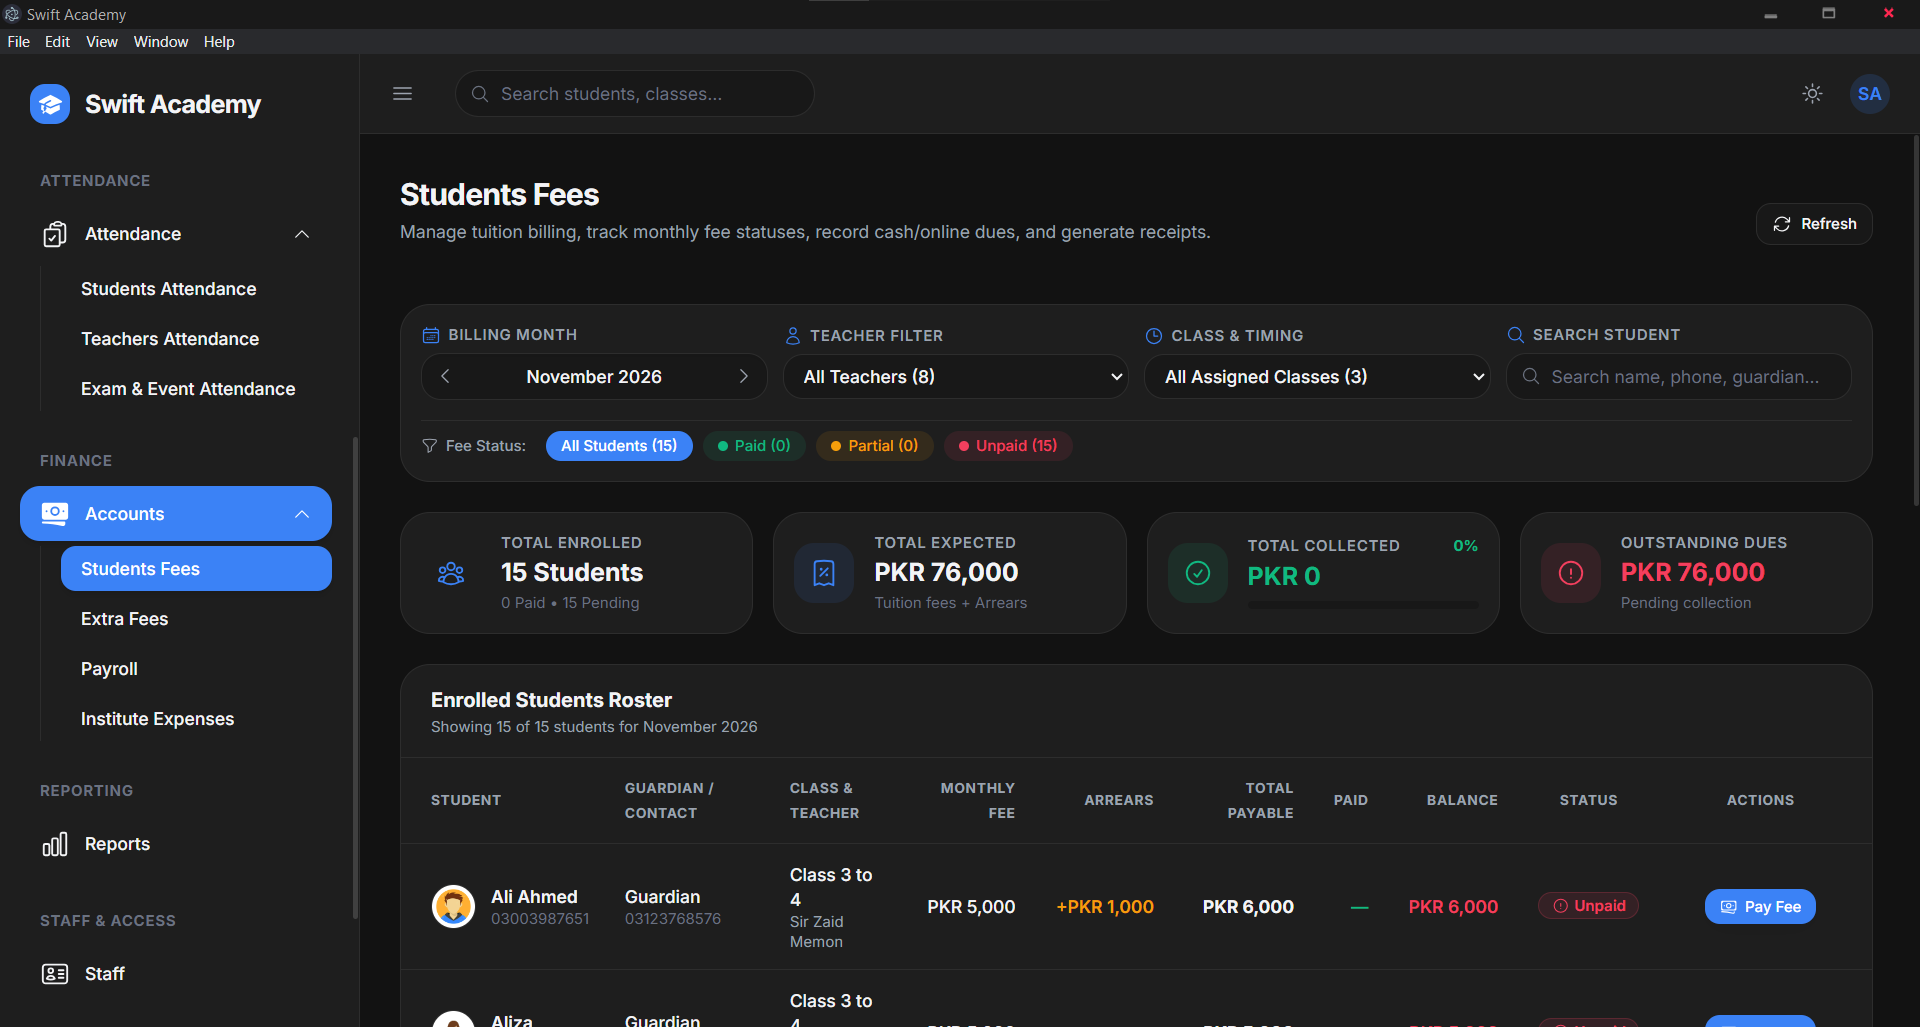 Swift Academy
File Edit View Window Help
Swift Academy
Search students, classes...
SA
ATTENDANCE
Attendance
Students Attendance
Teachers Attendance
Exam & Event Attendance
FINANCE
Accounts
Students Fees
Extra Fees
Payroll
Institute Expenses
REPORTING
Reports
STAFF & ACCESS
Staff
Students Fees
Manage tuition billing, track monthly fee statuses, record cash/online dues, and generate receipts.
Refresh
BILLING MONTH
November 2026
TEACHER FILTER
All Teachers (8)
CLASS & TIMING
All Assigned Classes (3)
SEARCH STUDENT
Search name, phone, guardian...
Fee Status: All Students (15) Paid (0) Partial (0) Unpaid (15)
TOTAL ENROLLED
15 Students
0 Paid • 15 Pending
TOTAL EXPECTED
PKR 76,000
Tuition fees + Arrears
TOTAL COLLECTED 0%
PKR 0
OUTSTANDING DUES
PKR 76,000
Pending collection
Enrolled Students Roster
Showing 15 of 15 students for November 2026
STUDENT
GUARDIAN /
CONTACT
CLASS &
TEACHER
MONTHLY
FEE
ARREARS
TOTAL
PAYABLE
PAID
BALANCE
STATUS
ACTIONS
Ali Ahmed
03003987651
Guardian
03123768576
Class 3 to
4
Sir Zaid
Memon
PKR 5,000
+PKR 1,000
PKR 6,000
—
PKR 6,000
Unpaid
Pay Fee
Aliza
Guardian
Class 3 to
4